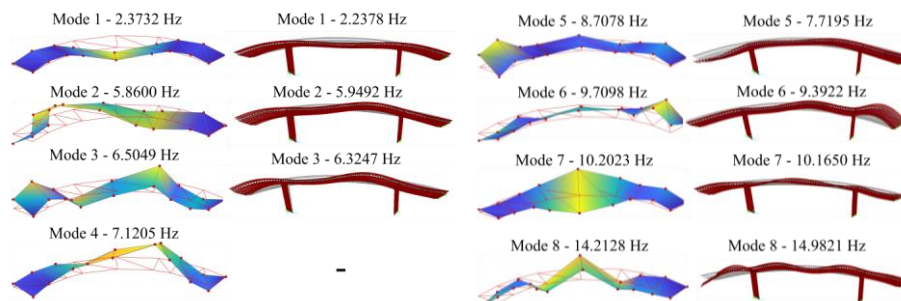 Mode 1 - 2.3732 Hz
Mode 1 - 2.2378 Hz
Mode 2 - 5.8600 Hz
Mode 2 - 5.9492 Hz
Mode 3 - 6.5049 Hz
Mode 3 - 6.3247 Hz
Mode 4 - 7.1205 Hz
-
Mode 5 - 8.7078 Hz
Mode 5 - 7.7195 Hz
Mode 6 - 9.7098 Hz
Mode 6 - 9.3922 Hz
Mode 7 - 10.2023 Hz
Mode 7 - 10.1650 Hz
Mode 8 - 14.2128 Hz
Mode 8 - 14.9821 Hz